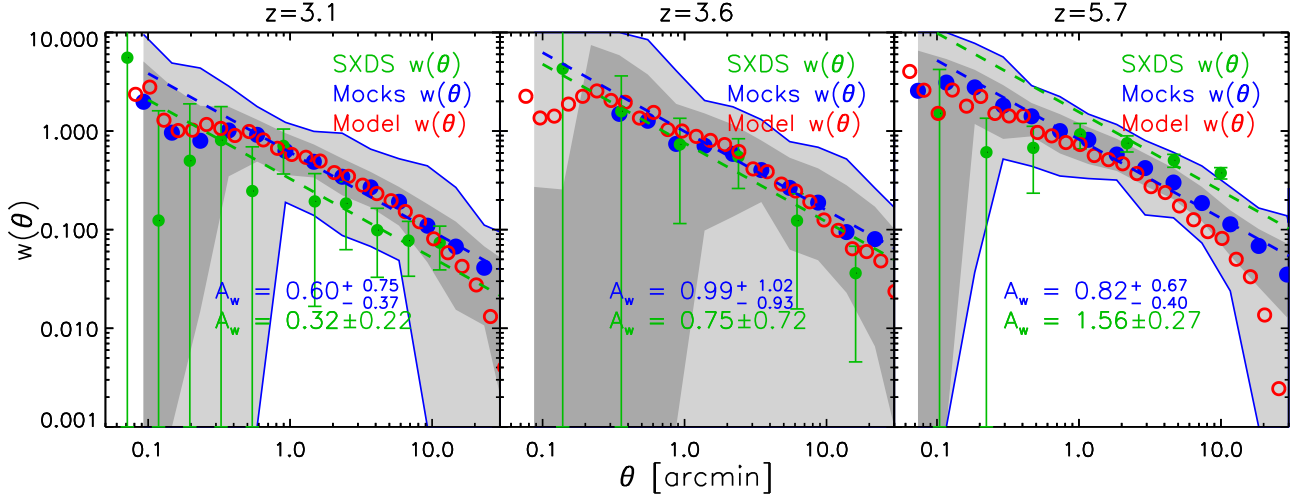 z=3.1 z=3.6 z=5.7
10.000
1.000
0.100
0.010
0.001
w(θ)
SXDS w(θ)
Mocks w(θ)
Model w(θ)
A_w = 0.60 + 0.75 - 0.37
A_w = 0.32±0.22
SXDS w(θ)
Mocks w(θ)
Model w(θ)
A_w = 0.99 + 1.02 - 0.93
A_w = 0.75±0.72
SXDS w(θ)
Mocks w(θ)
Model w(θ)
A_w = 0.82 + 0.67 - 0.40
A_w = 1.56±0.27
0.1 1.0 10.0 0.1 1.0 10.0 0.1 1.0 10.0
θ [arcmin]